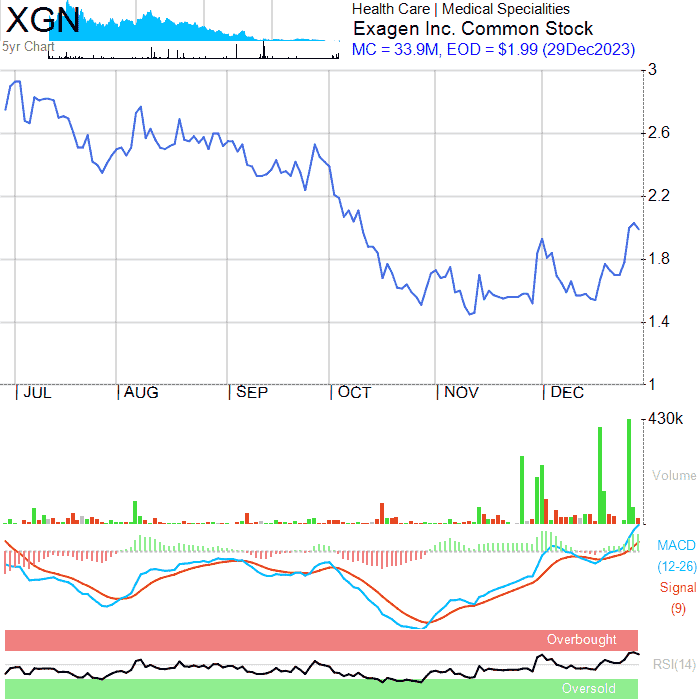 XGN
5yr Chart
Health Care | Medical Specialities
Exagen Inc. Common Stock
MC = 33.9M, EOD = $1.99 (29Dec2023)
3
2.6
2.2
1.8
1.4
1
JUL AUG SEP OCT NOV DEC
430k
Volume
MACD
(12-26)
Signal
(9)
Overbought
RSI(14)
Oversold